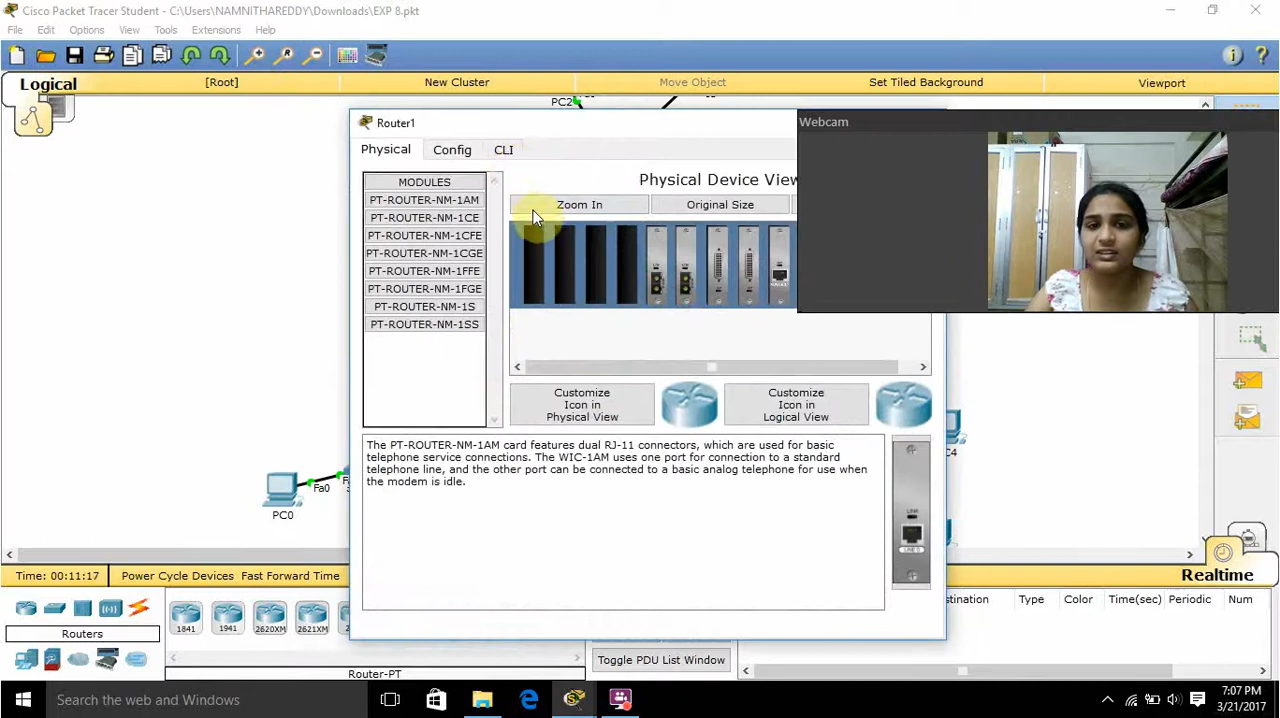 Cisco Packet Tracer Student - C:\Users\NAMNITHAREDDY\Downloads\EXP 8.pkt
File Edit Options View Tools Extensions Help
Logical [Root] New Cluster Move Object Set Tiled Background Viewport
PC2
Router1
Webcam
Physical Config CLI
MODULES
PT-ROUTER-NM-1AM
PT-ROUTER-NM-1CE
PT-ROUTER-NM-1CFE
PT-ROUTER-NM-1CGE
PT-ROUTER-NM-1FFE
PT-ROUTER-NM-1FGE
PT-ROUTER-NM-1S
PT-ROUTER-NM-1SS
Physical Device View
Zoom In Original Size
Customize
Icon in
Physical View
Customize
Icon in
Logical View
The PT-ROUTER-NM-1AM card features dual RJ-11 connectors, which are used for basic
telephone service connections. The WIC-1AM uses one port for connection to a standard
telephone line, and the other port can be connected to a basic analog telephone for use when
the modem is idle.
LINK
LINE 0
Fa0
PC0
C4
Time: 00:11:17 Power Cycle Devices Fast Forward Time
Realtime
Routers
1841 1941 2620XM 2621XM
Router-PT
stination Type Color Time(sec) Periodic Num
Toggle PDU List Window
Search the web and Windows
7:07 PM
3/21/2017